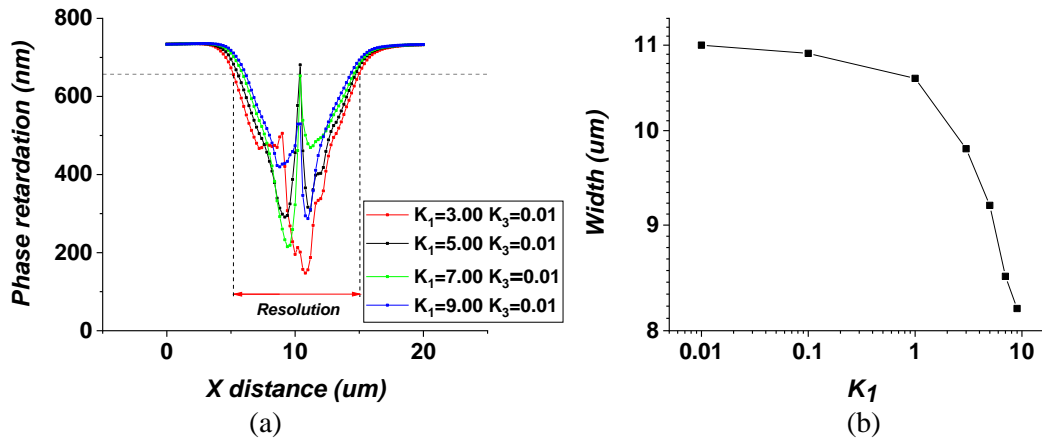 800
700
600
400
200
0
Phase retardation (nm)
Resolution
K1=3.00 K3=0.01
K1=5.00 K3=0.01
K1=7.00 K3=0.01
K1=9.00 K3=0.01
0
10
20
X distance (um)
(a)
11
10
9
8
Width (um)
0.01
0.1
1
10
K1
(b)